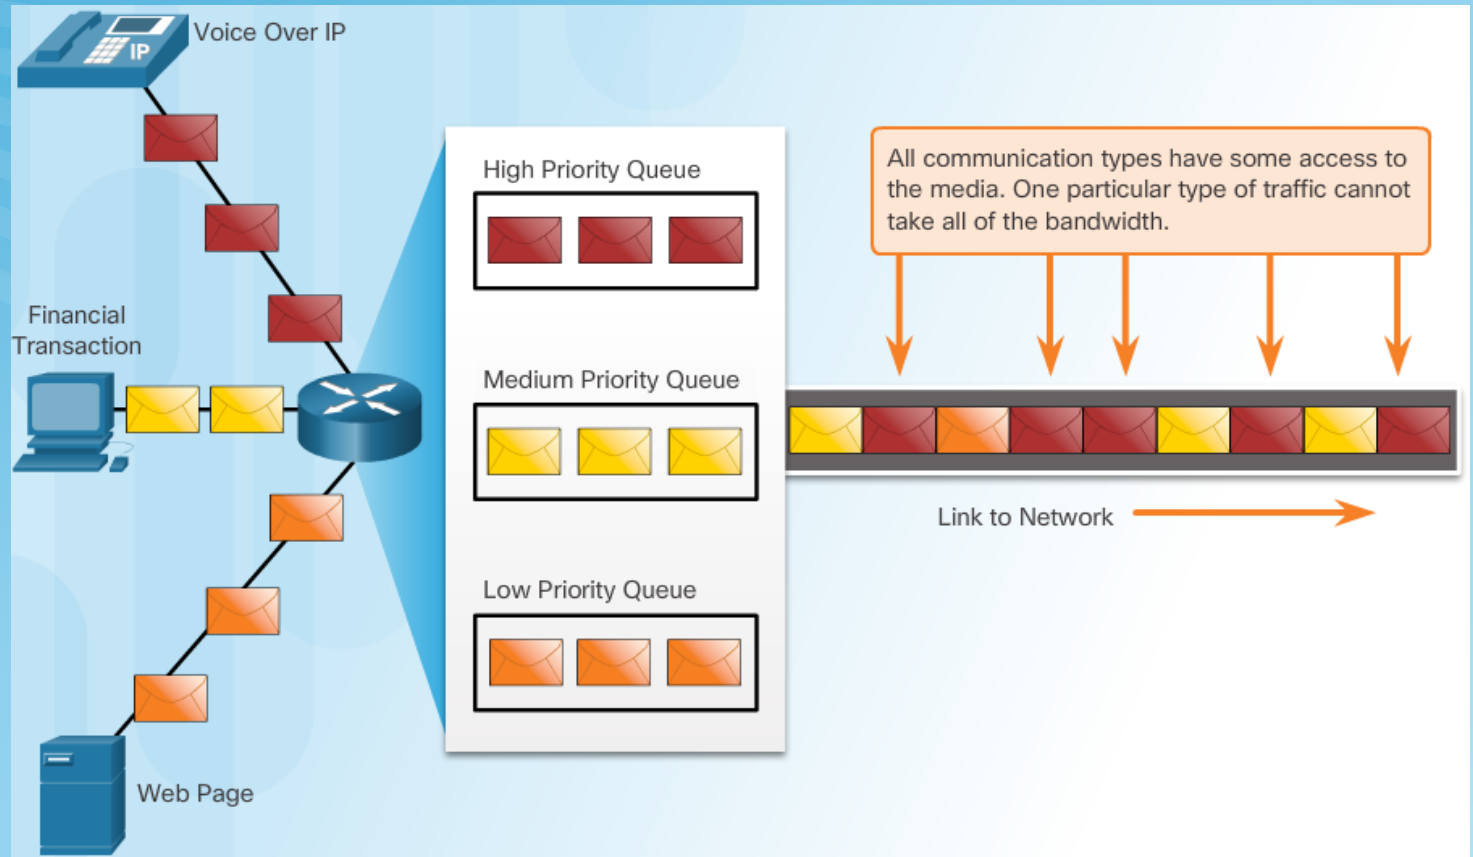 Voice Over IP
IP
High Priority Queue
All communication types have some access to
the media. One particular type of traffic cannot
take all of the bandwidth.
Financial
Transaction
Medium Priority Queue
Link to Network
Low Priority Queue
Web Page